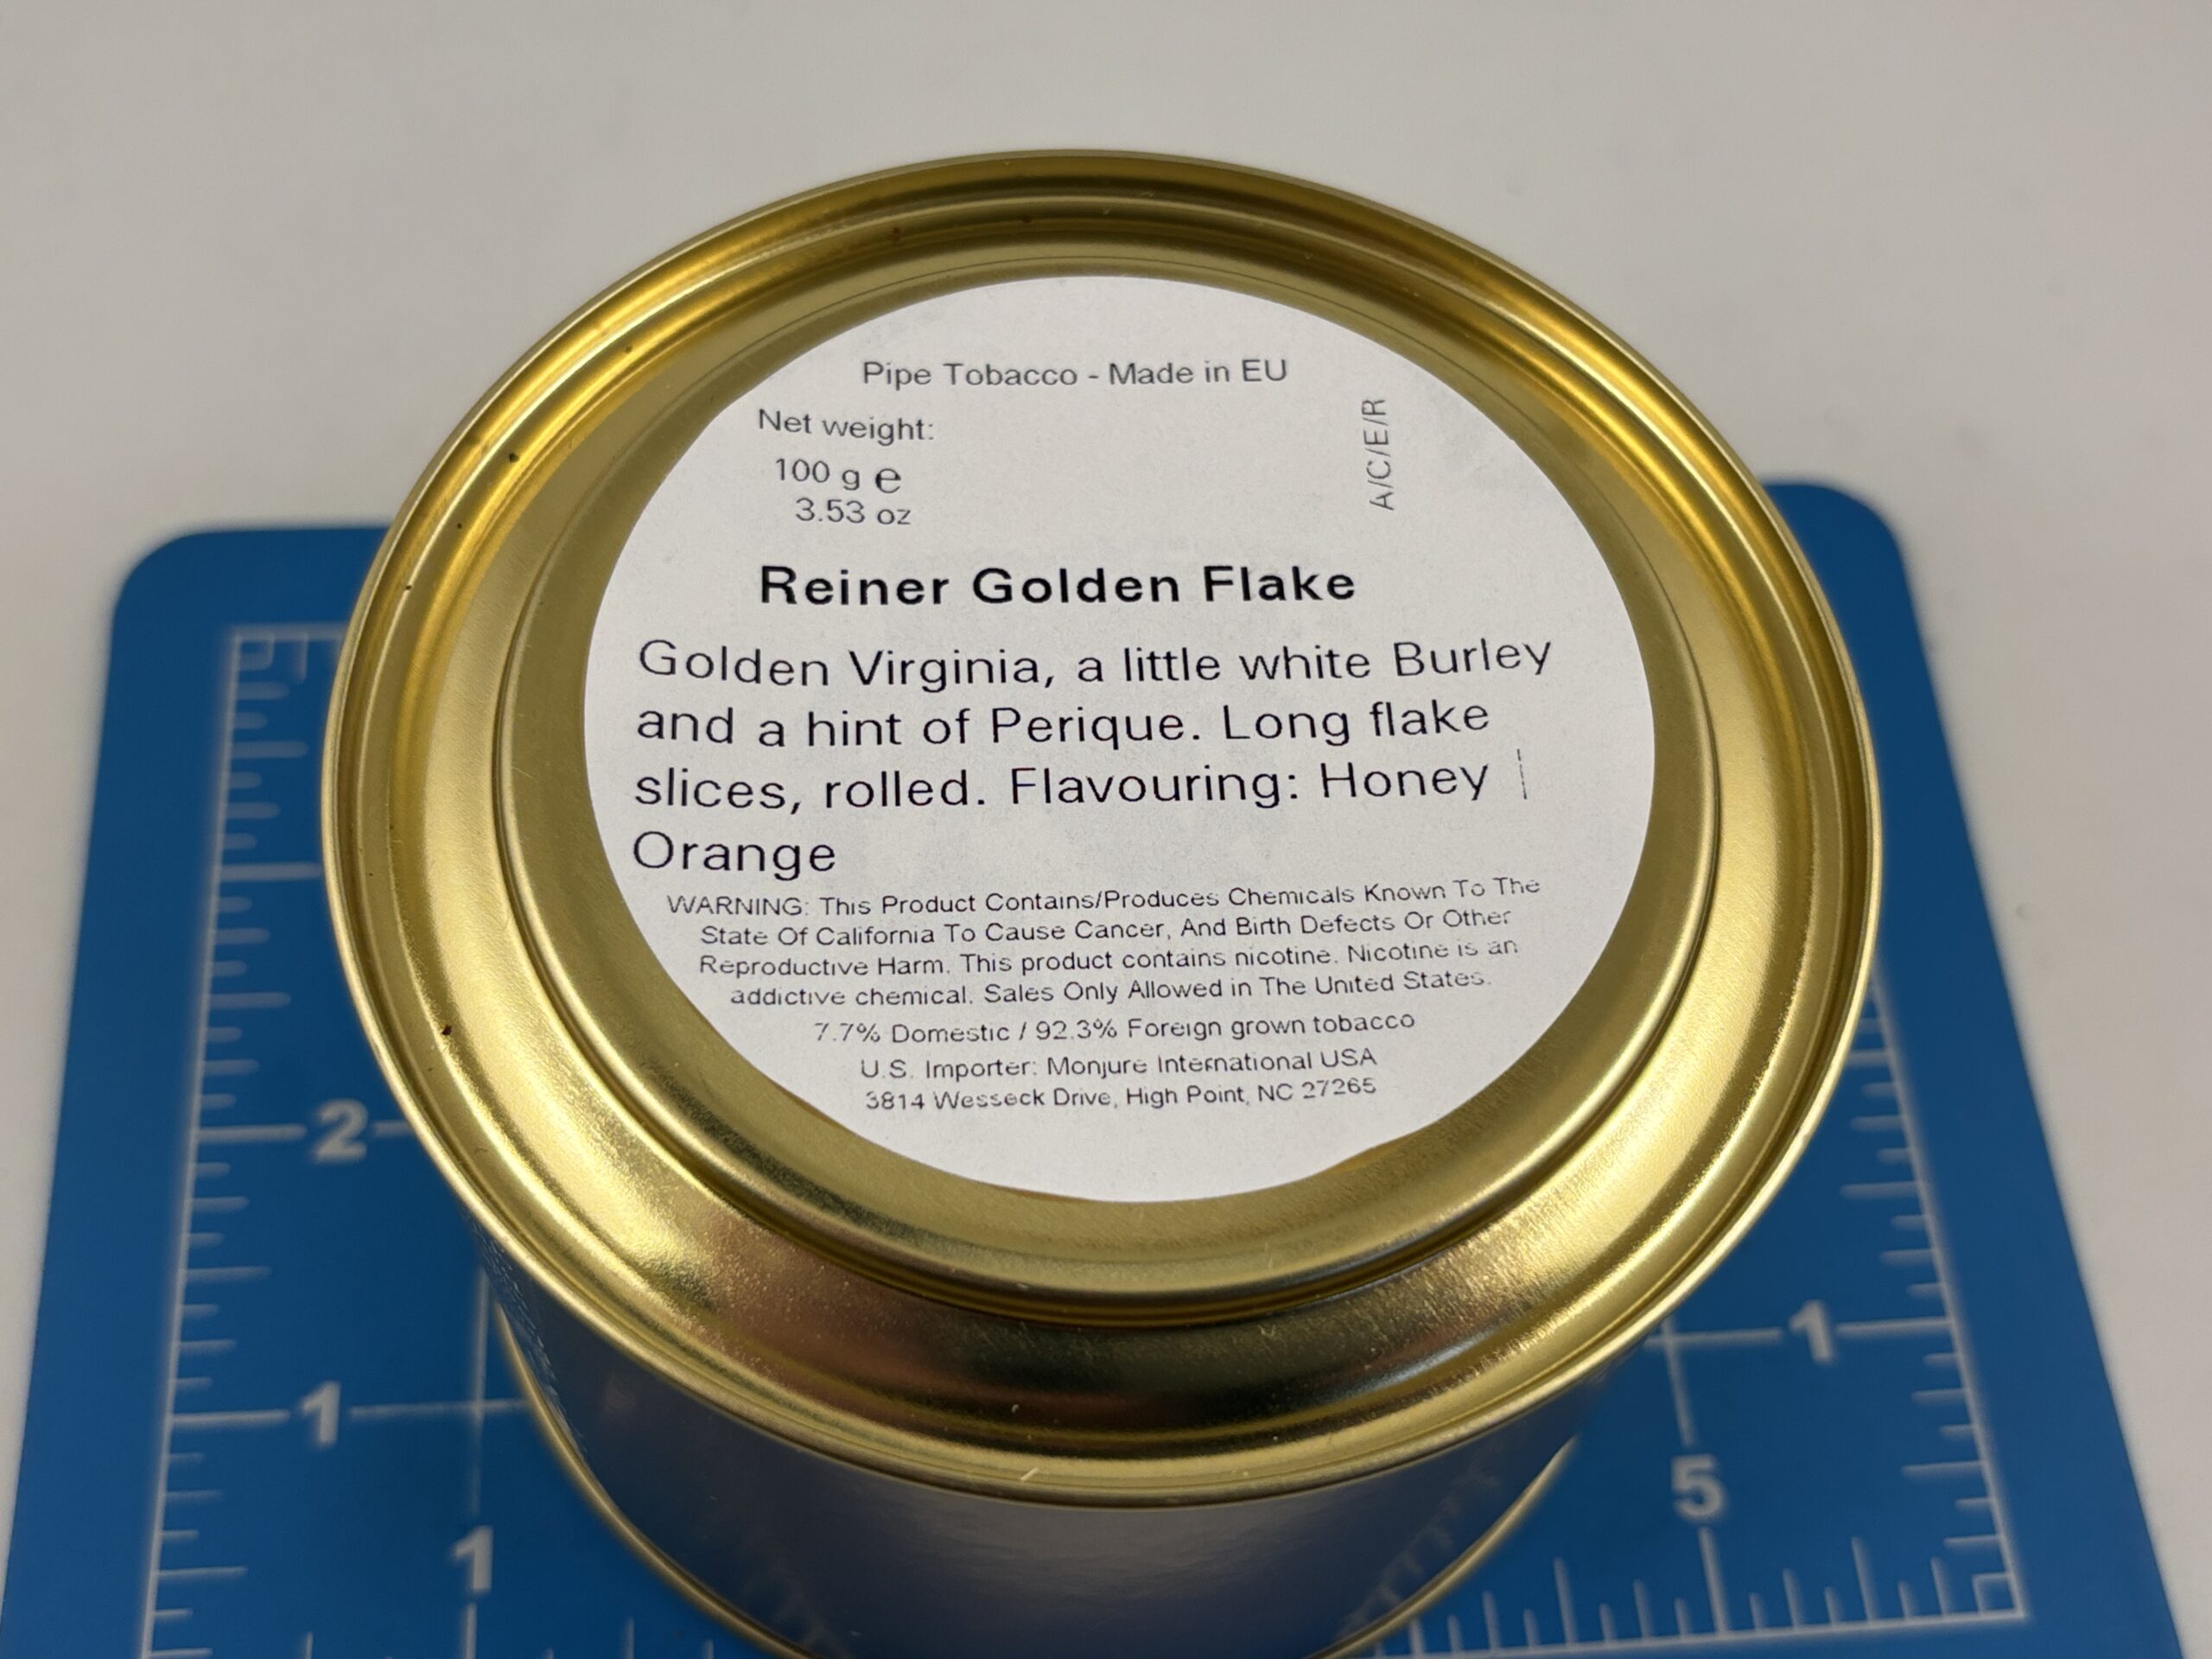 Pipe Tobacco - Made in EU
Net weight:
100 g e
3.53 oz
A/C/E/R
Reiner Golden Flake
Golden Virginia, a little white Burley
and a hint of Perique. Long flake
slices, rolled. Flavouring: Honey |
Orange
WARNING: This Product Contains/Produces Chemicals Known To The
State Of California To Cause Cancer, And Birth Defects Or Other
Reproductive Harm. This product contains nicotine. Nicotine is an
addictive chemical. Sales Only Allowed in The United States.
7.7% Domestic / 92.3% Foreign grown tobacco
U.S. Importer: Monjure International USA
3814 Wesseck Drive, High Point, NC 27265
2
1
1
1
5